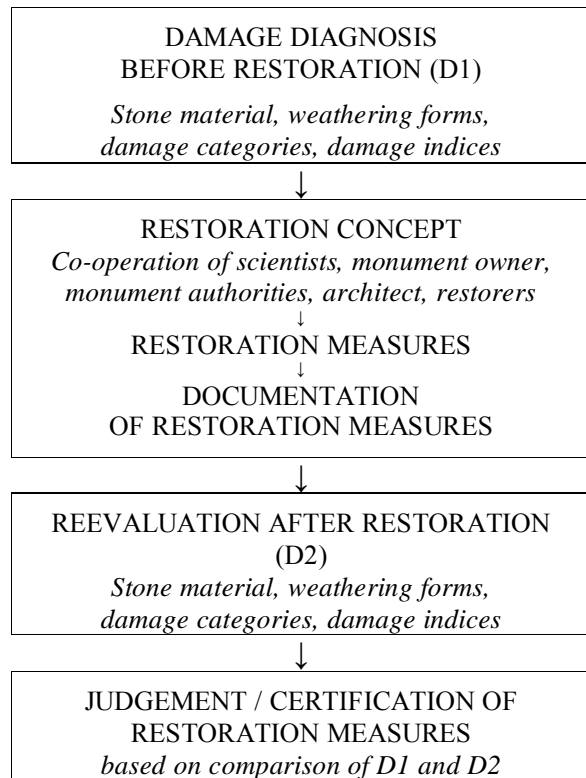 DAMAGE DIAGNOSIS
BEFORE RESTORATION (D1)
Stone material, weathering forms,
damage categories, damage indices
↓
RESTORATION CONCEPT
Co-operation of scientists, monument owner,
monument authorities, architect, restorers
↓
RESTORATION MEASURES
↓
DOCUMENTATION
OF RESTORATION MEASURES
↓
REEVALUATION AFTER RESTORATION
(D2)
Stone material, weathering forms,
damage categories, damage indices
↓
JUDGEMENT / CERTIFICATION OF
RESTORATION MEASURES
based on comparison of D1 and D2